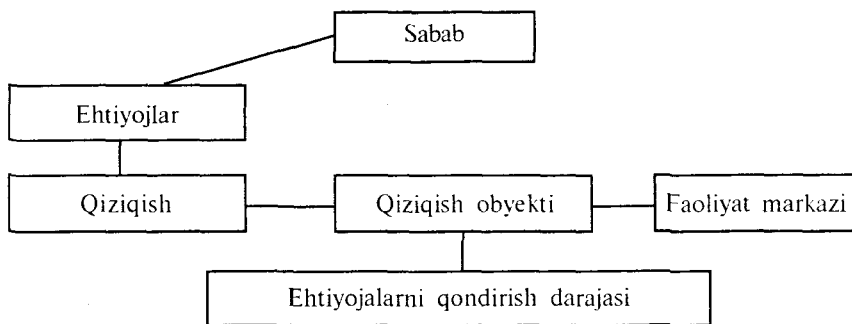 Sabab
Ehtiyojlar
Qiziqish
Qiziqish obyekti
Faoliyat markazi
Ehtiyojalarni qondirish darajasi